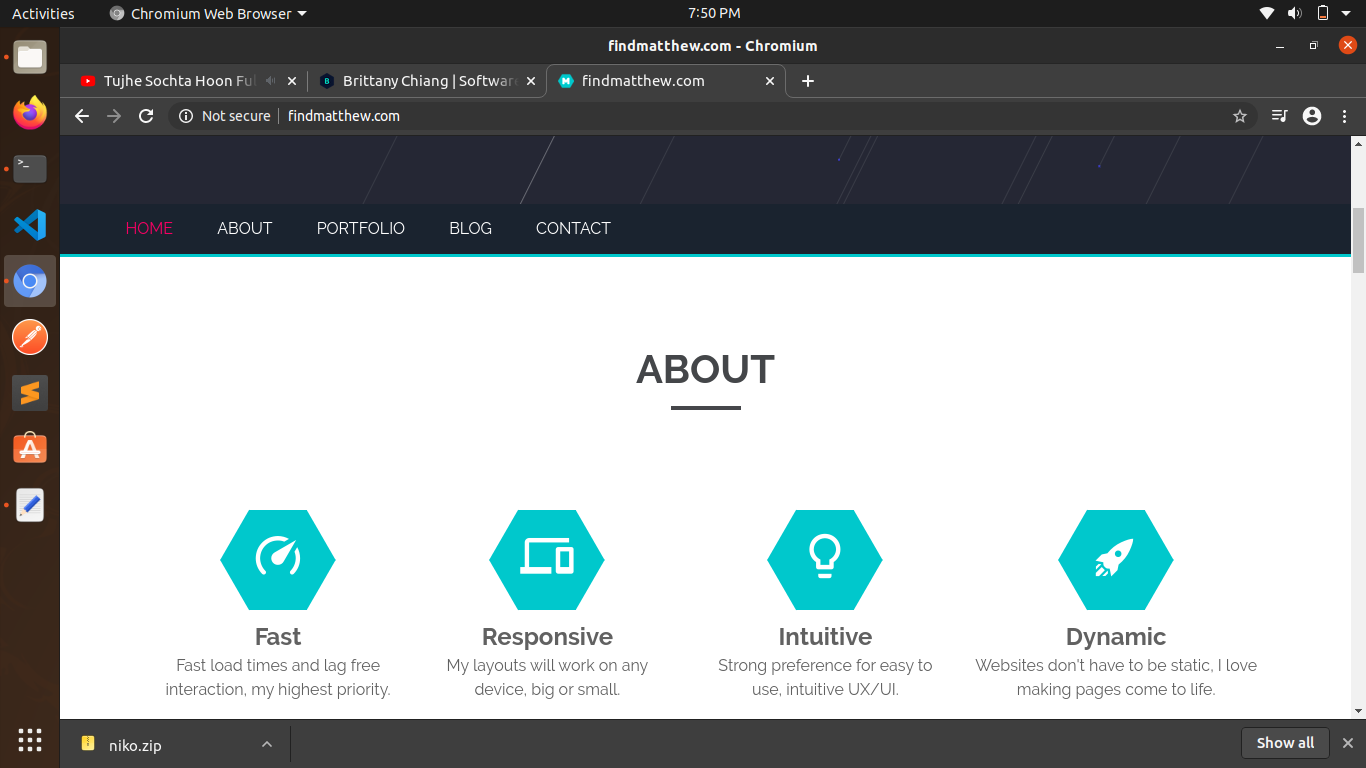 Activities
Chromium Web Browser
7:50 PM
findmatthew.com - Chromium
Tujhe Sochta Hoon Ful
Brittany Chiang | Software
findmatthew.com
Not secure
findmatthew.com
HOME
ABOUT
PORTFOLIO
BLOG
CONTACT
ABOUT
Fast
Fast load times and lag free
interaction, my highest priority.
Responsive
My layouts will work on any
device, big or small.
Intuitive
Strong preference for easy to
use, intuitive UX/UI.
Dynamic
Websites don't have to be static, I love
making pages come to life.
niko.zip
Show all